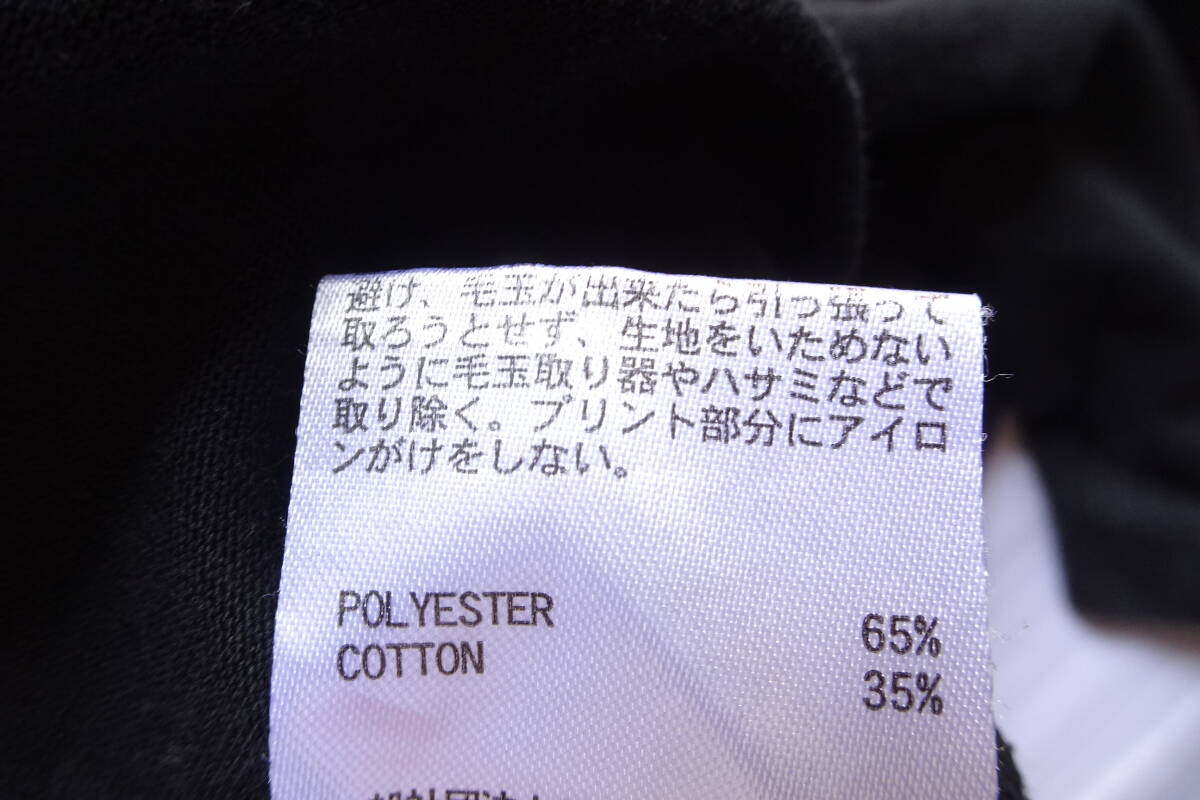 避け、毛玉が出来たら引っ張って
取ろうとせず、生地をいためない
ように毛玉取り器やハサミなどで
取り除く。プリント部分にアイロ
ンがけをしない。
POLYESTER 65%
COTTON 35%